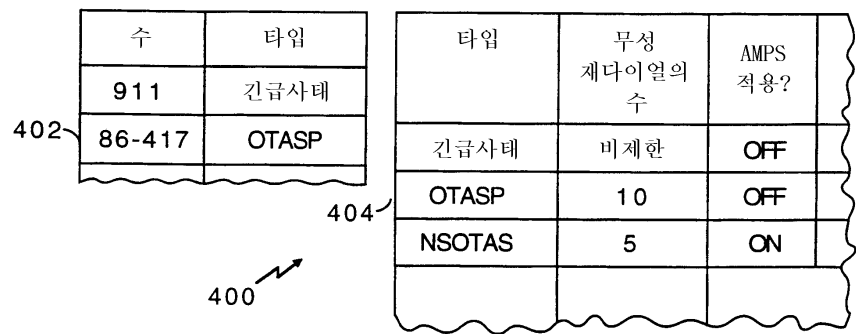 수 타입
911 긴급사태
86-417 OTASP
402
타입 무성 재다이얼의 수 AMPS 적용?
긴급사태 비제한 OFF
OTASP 10 OFF
NSOTAS 5 ON
404
400